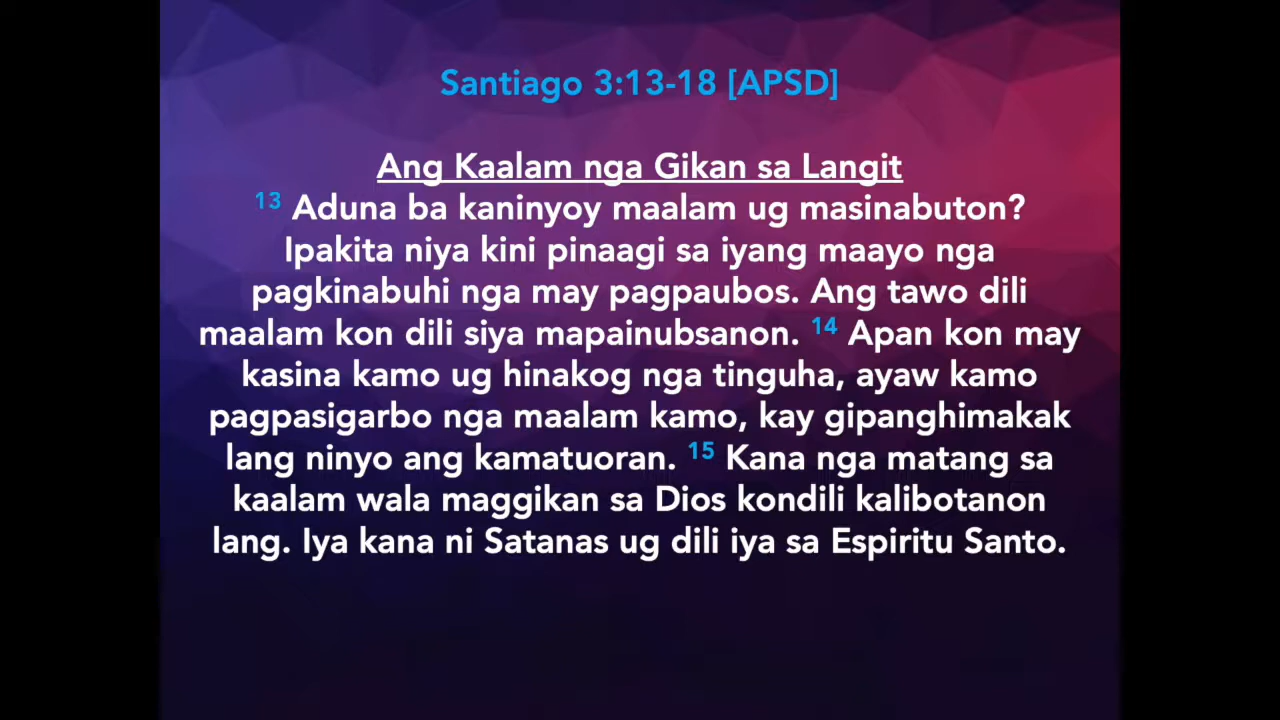 Santiago 3:13-18 [APSD]
Ang Kaalam nga Gikan sa Langit
13 Aduna ba kaninyoy maalam ug masinabuton?
Ipakita niya kini pinaagi sa iyang maayo nga
pagkinabuhi nga may pagpaubos. Ang tawo dili
maalam kon dili siya mapainubsanon. 14 Apan kon may
kasina kamo ug hinakog nga tinguha, ayaw kamo
pagpasigarbo nga maalam kamo, kay gipanghimakak
lang ninyo ang kamatuoran. 15 Kana nga matang sa
kaalam wala maggikan sa Dios kondili kalibotanon
lang. Iya kana ni Satanas ug dili iya sa Espiritu Santo.